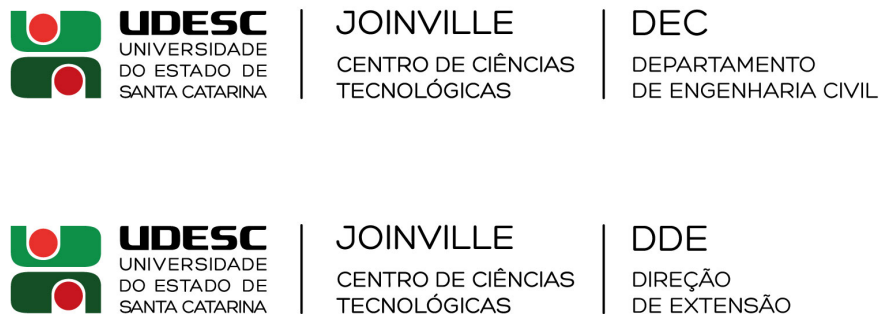 UDESC
UNIVERSIDADE
DO ESTADO DE
SANTA CATARINA
JOINVILLE
CENTRO DE CIÊNCIAS
TECNOLÓGICAS
DEC
DEPARTAMENTO
DE ENGENHARIA CIVIL
UDESC
UNIVERSIDADE
DO ESTADO DE
SANTA CATARINA
JOINVILLE
CENTRO DE CIÊNCIAS
TECNOLÓGICAS
DDE
DIREÇÃO
DE EXTENSÃO